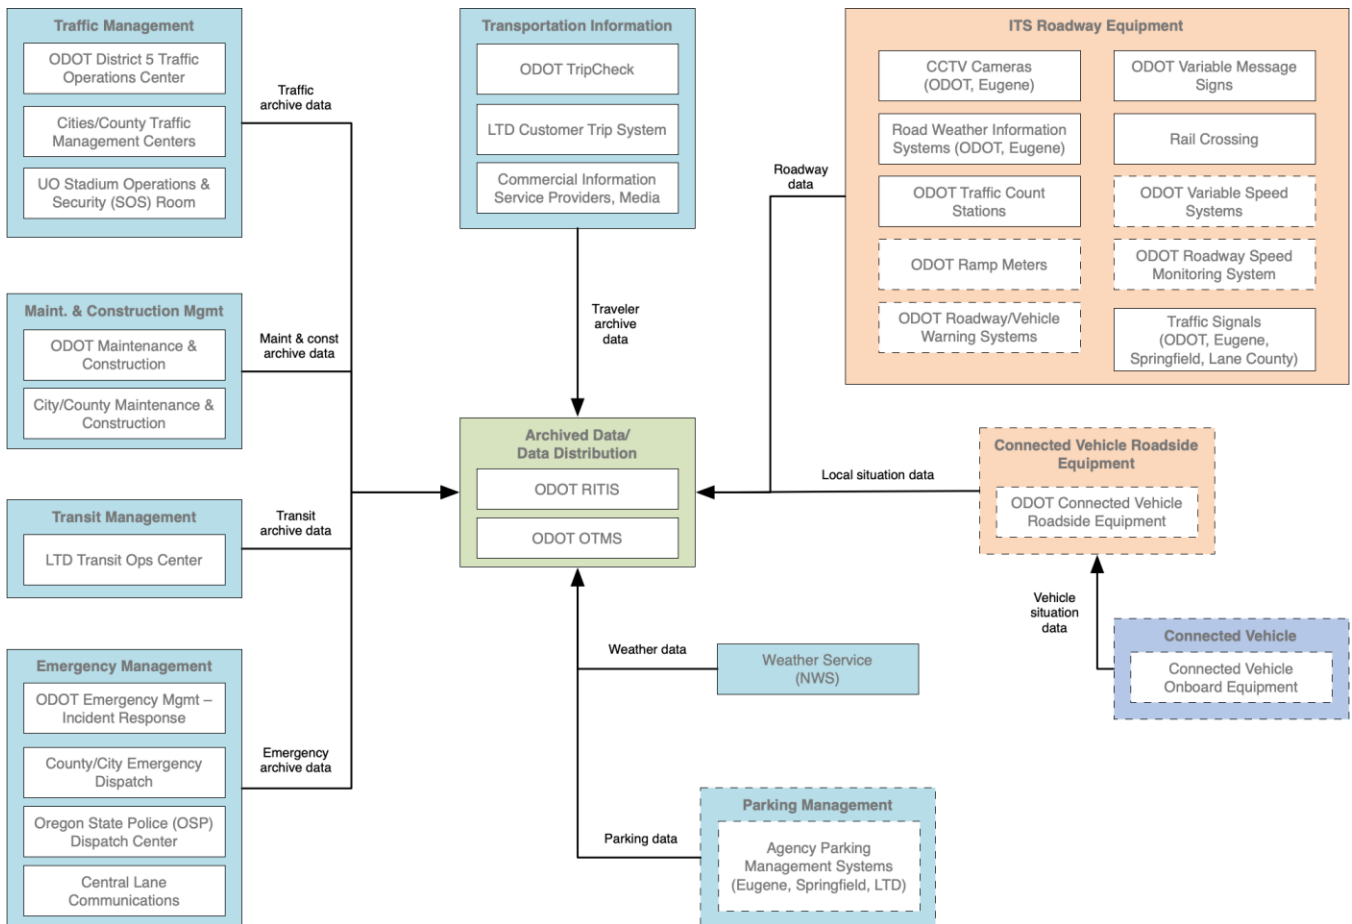 Traffic Management
ODOT District 5 Traffic
Operations Center
Cities/County Traffic
Management Centers
UO Stadium Operations &
Security (SOS) Room
Traffic
archive data
Transportation Information
ODOT TripCheck
LTD Customer Trip System
Commercial Information
Service Providers, Media
Traveler
archive
data
ITS Roadway Equipment
CCTV Cameras
(ODOT, Eugene)
ODOT Variable Message
Signs
Road Weather Information
Systems (ODOT, Eugene)
Rail Crossing
ODOT Traffic Count
Stations
ODOT Variable Speed
Systems
ODOT Ramp Meters
ODOT Roadway Speed
Monitoring System
ODOT Roadway/Vehicle
Warning Systems
Traffic Signals
(ODOT, Eugene,
Springfield, Lane County)
Roadway
data
Maint. & Construction Mgmt
ODOT Maintenance &
Construction
City/County Maintenance &
Construction
Maint & const
archive data
Archived Data/
Data Distribution
ODOT RITIS
ODOT OTMS
Local situation data
Connected Vehicle Roadside
Equipment
ODOT Connected Vehicle
Roadside Equipment
Transit Management
LTD Transit Ops Center
Transit
archive data
Vehicle
situation
data
Connected Vehicle
Connected Vehicle
Onboard Equipment
Emergency Management
ODOT Emergency Mgmt –
Incident Response
County/City Emergency
Dispatch
Oregon State Police (OSP)
Dispatch Center
Central Lane
Communications
Emergency
archive data
Weather data
Weather Service
(NWS)
Parking data
Parking Management
Agency Parking
Management Systems
(Eugene, Springfield, LTD)